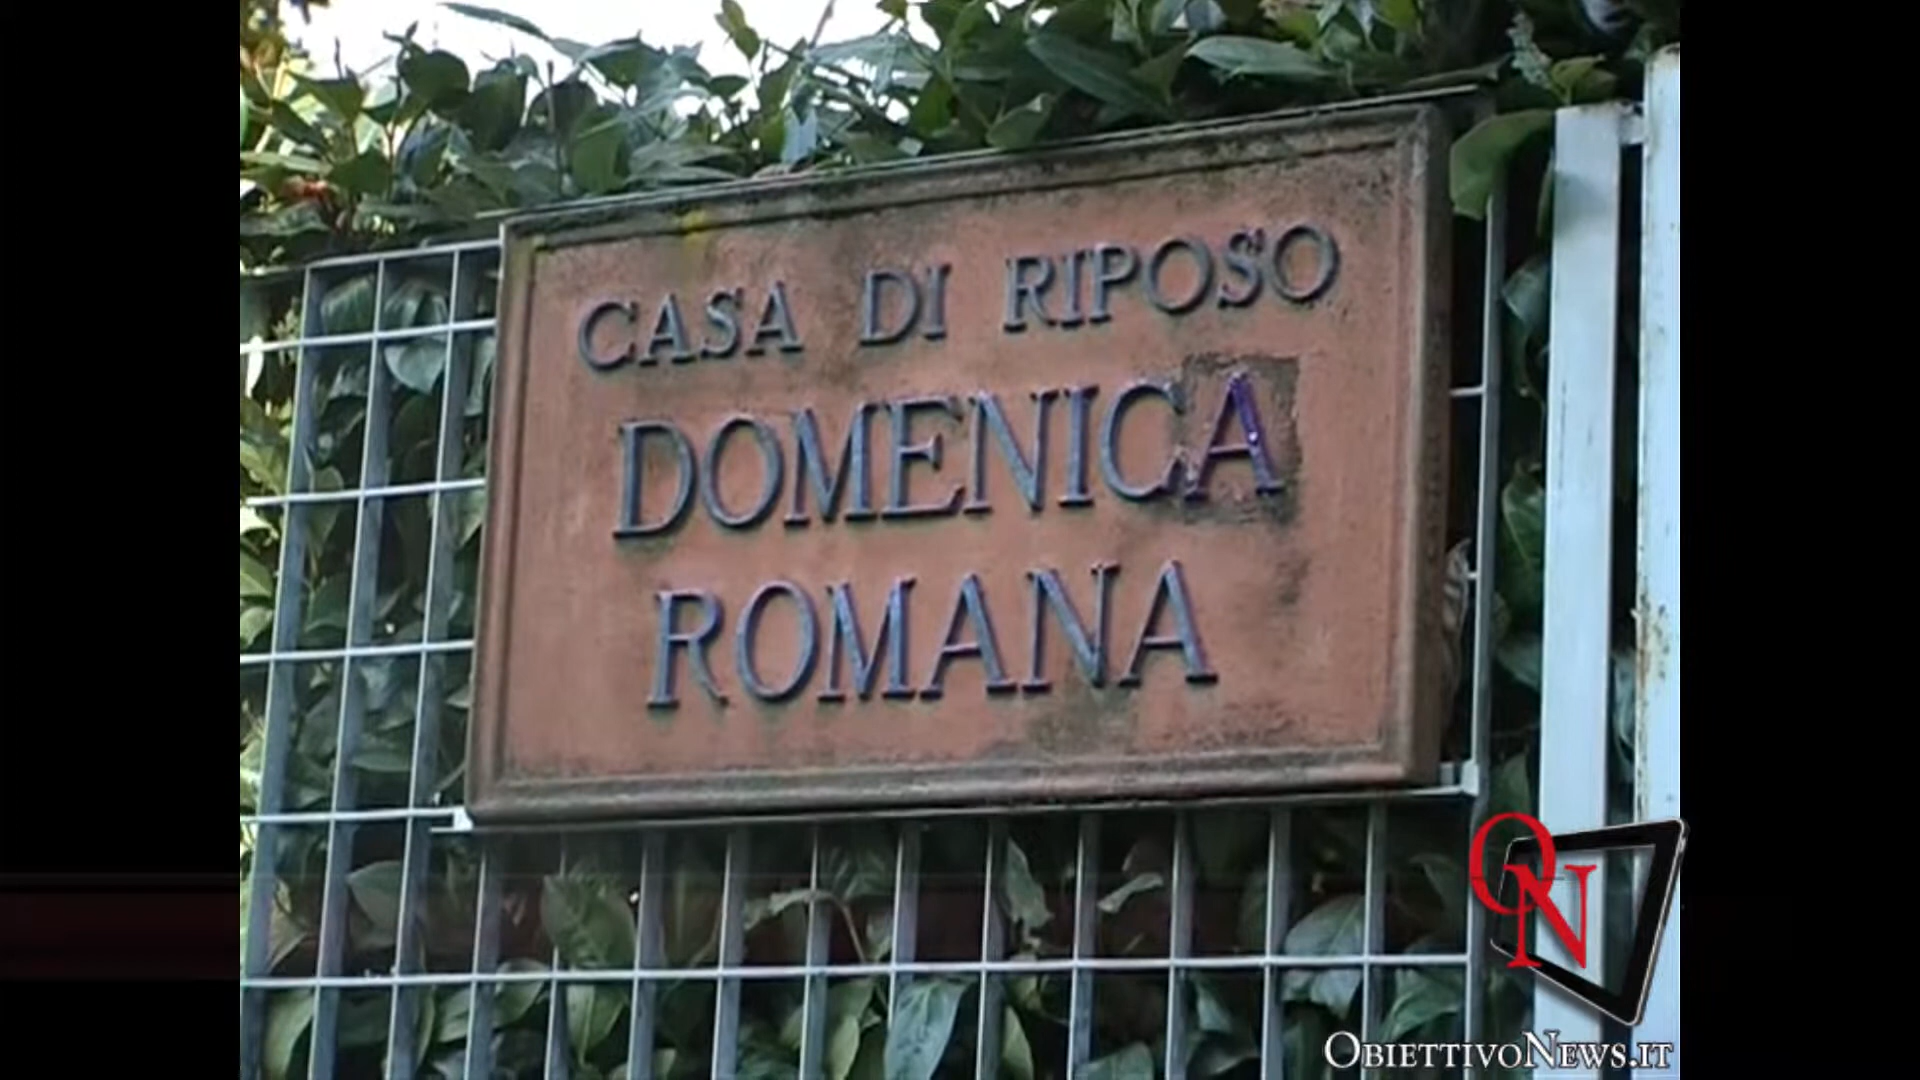 CASA DI RIPOSO
DOMENICA
ROMANA
ON
OBIETTIVONEWS.IT